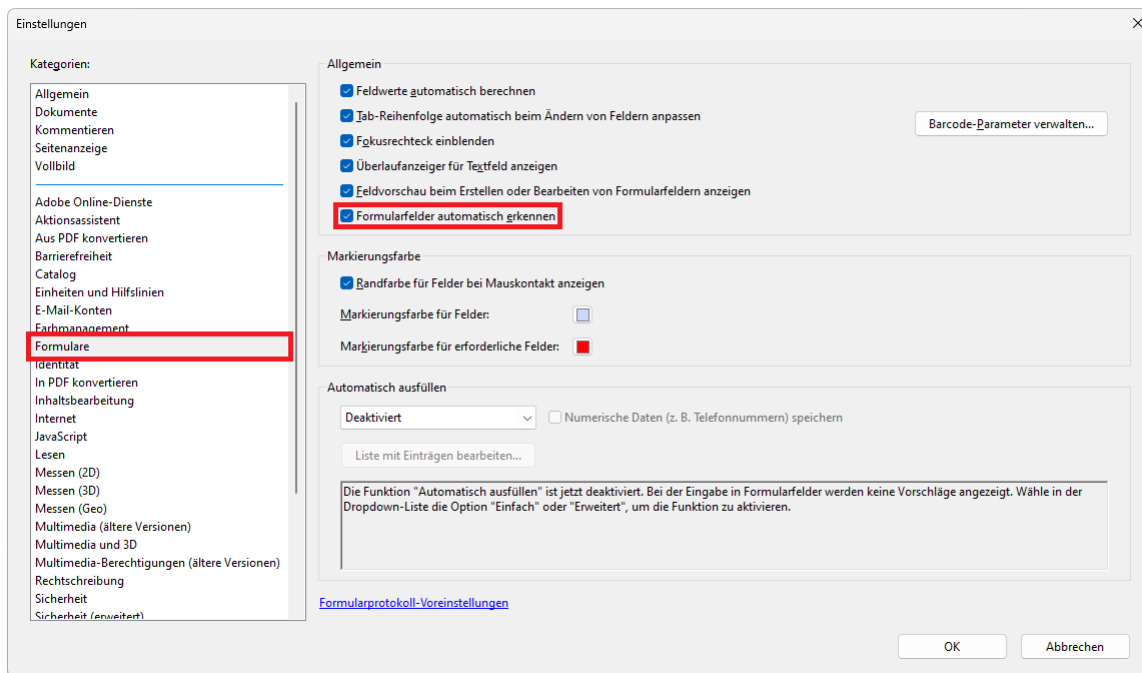 Einstellungen
Kategorien:
Allgemein
Dokumente
Kommentieren
Seitenanzeige
Vollbild
Adobe Online-Dienste
Aktionsassistent
Aus PDF konvertieren
Barrierefreiheit
Catalog
Einheiten und Hilfslinien
E-Mail-Konten
Farbmanagement
Formulare
Identität
In PDF konvertieren
Inhaltsbearbeitung
Internet
JavaScript
Lesen
Messen (2D)
Messen (3D)
Messen (Geo)
Multimedia (ältere Versionen)
Multimedia und 3D
Multimedia-Berechtigungen (ältere Versionen)
Rechtschreibung
Sicherheit
Sicherheit (erweitert)
Allgemein
Feldwerte automatisch berechnen
Tab-Reihenfolge automatisch beim Ändern von Feldern anpassen
Barcode-Parameter verwalten...
Fokusrechteck einblenden
Überlaufanzeiger für Textfeld anzeigen
Feldvorschau beim Erstellen oder Bearbeiten von Formularfeldern anzeigen
Formularfelder automatisch erkennen
Markierungsfarbe
Randfarbe für Felder bei Mauskontakt anzeigen
Markierungsfarbe für Felder:
Markierungsfarbe für erforderliche Felder:
Automatisch ausfüllen
Deaktiviert
Numerische Daten (z. B. Telefonnummern) speichern
Liste mit Einträgen bearbeiten...
Die Funktion "Automatisch ausfüllen" ist jetzt deaktiviert. Bei der Eingabe in Formularfelder werden keine Vorschläge angezeigt. Wähle in der
Dropdown-Liste die Option "Einfach" oder "Erweitert", um die Funktion zu aktivieren.
Formularprotokoll-Voreinstellungen
OK
Abbrechen